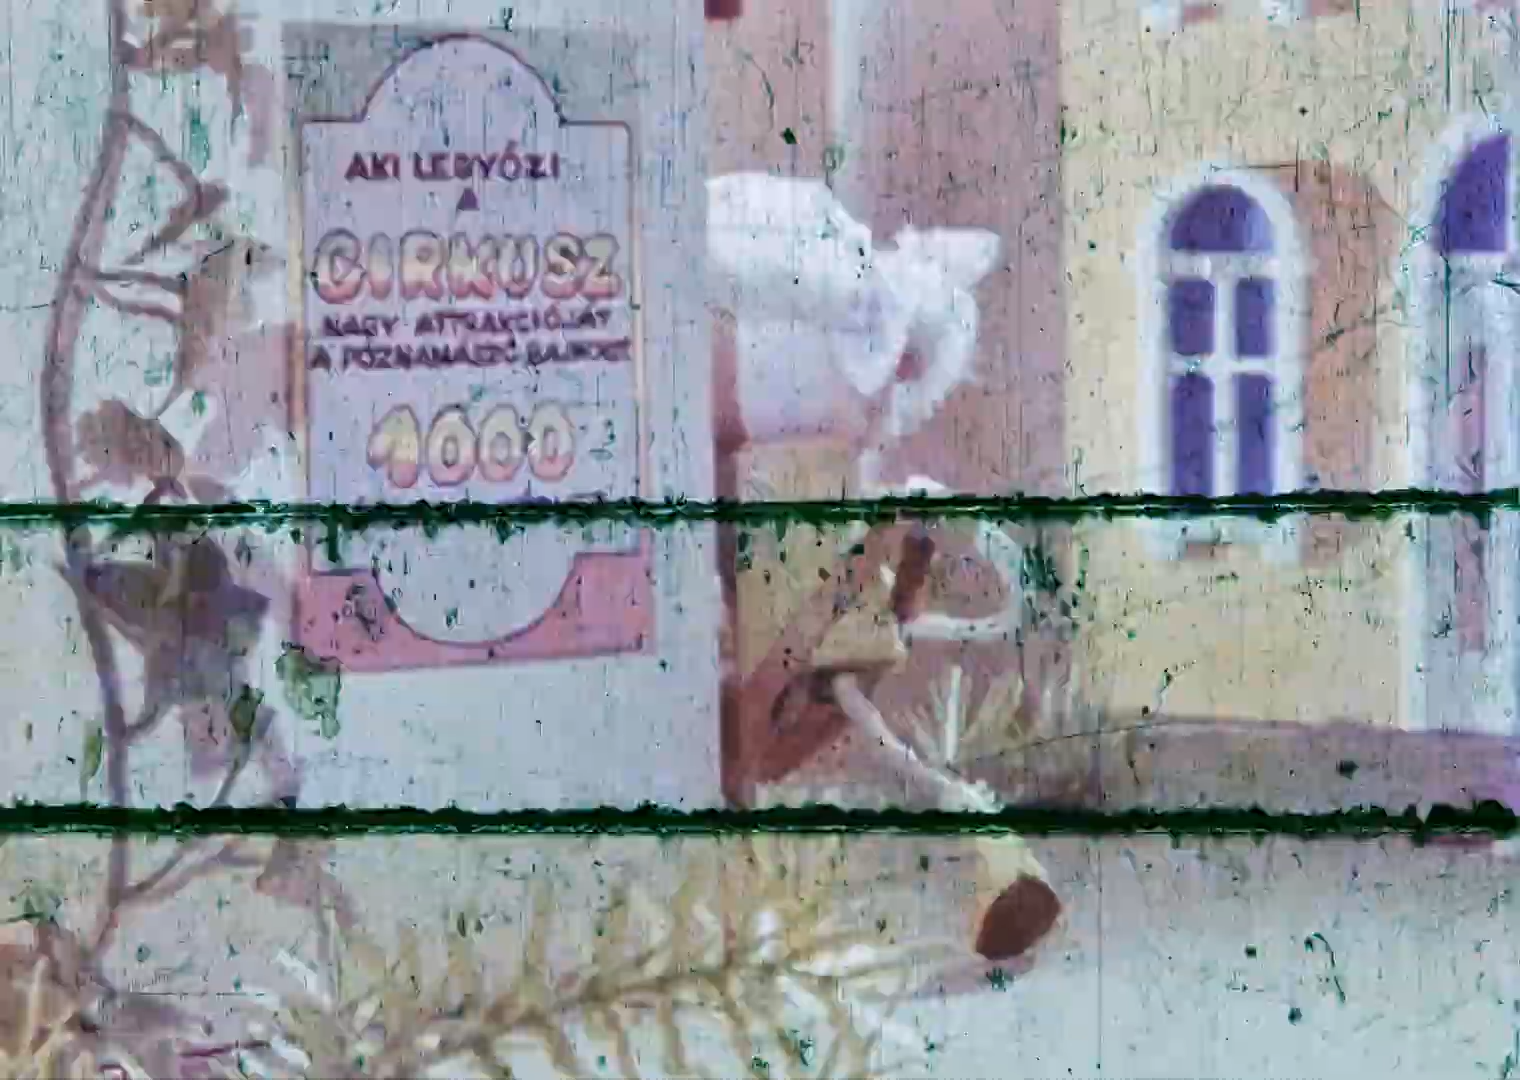 AKI LEGYŐZI
A
CIRKUSZ
NAGY ATTRAKCIÓJÁT
A
1000